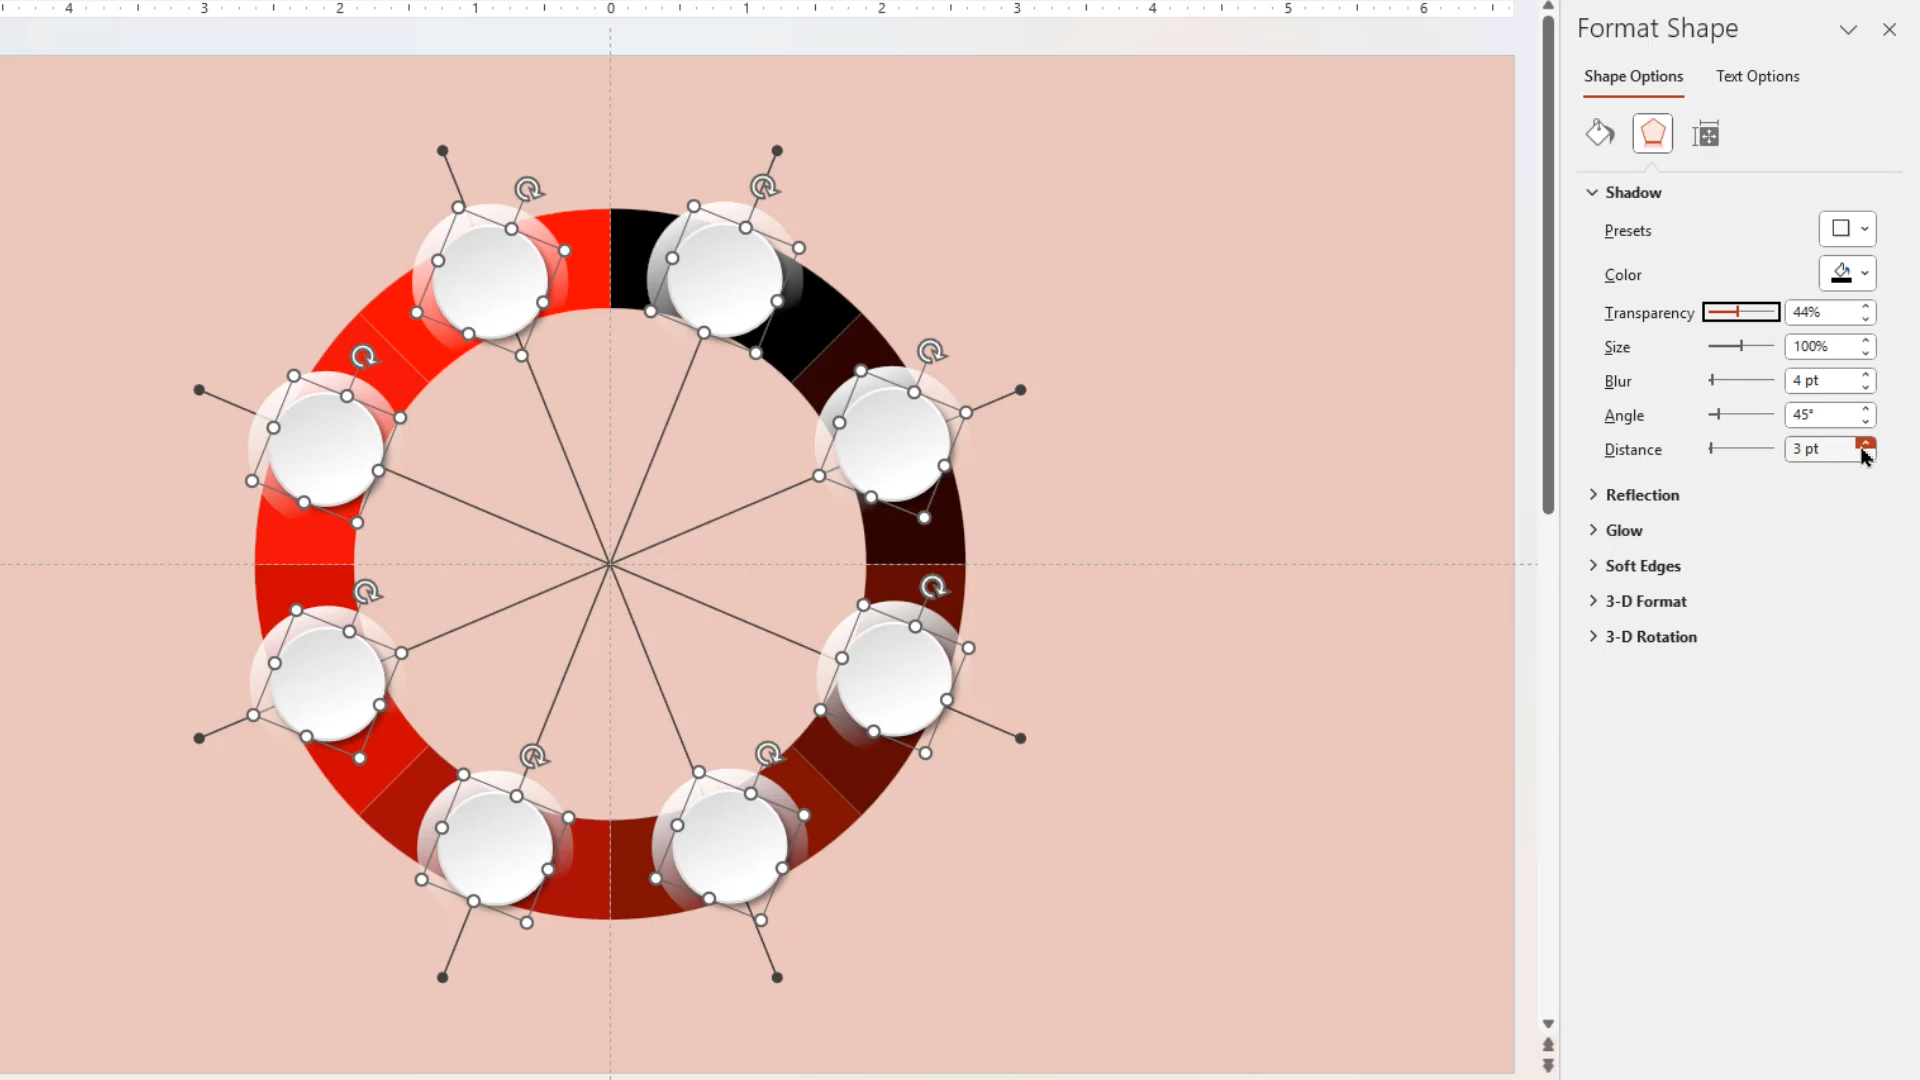 4 3 2 1 0 1 2 3 4 5 6
Format Shape
Shape Options Text Options
Shadow
Presets
Color
Transparency 44%
Size 100%
Blur 4 pt
Angle 45°
Distance 3 pt
Reflection
Glow
Soft Edges
3-D Format
3-D Rotation